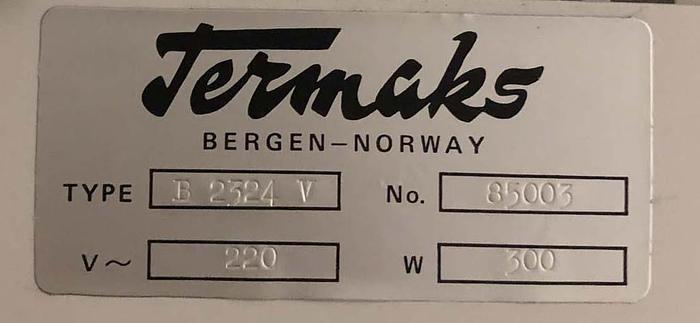 Termaks
BERGEN–NORWAY
TYPE B 2324 V No. 85003
V~ 220 W 300